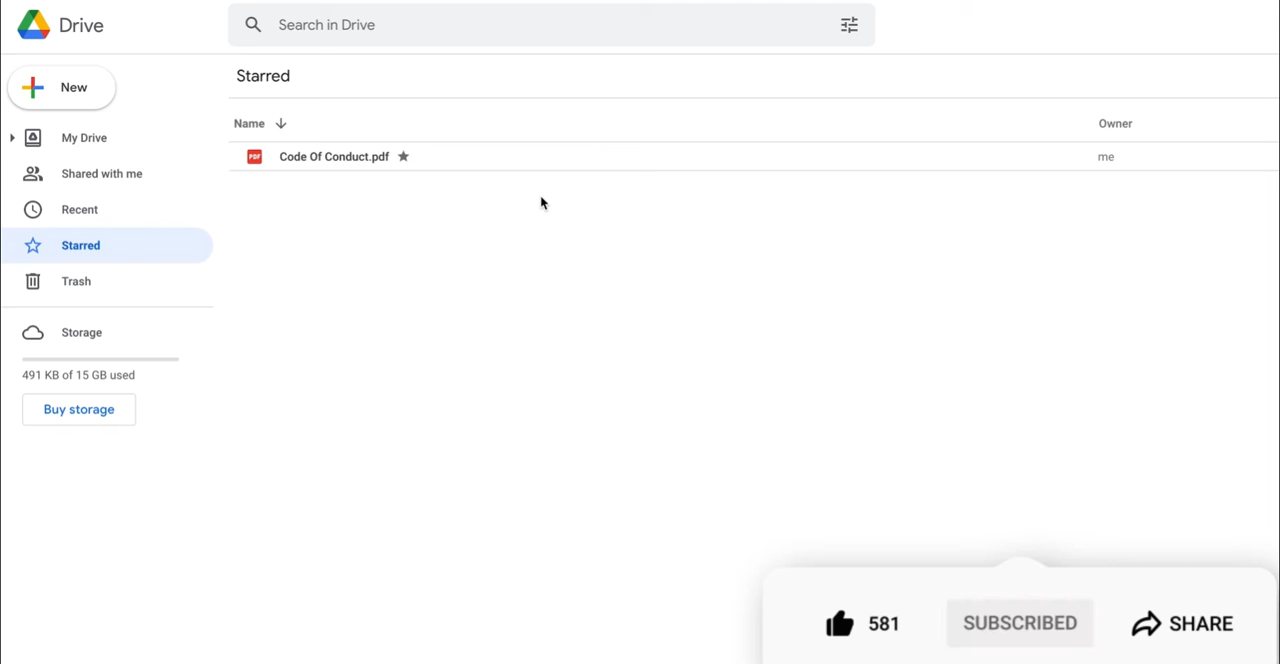 Drive
Search in Drive
New
My Drive
Shared with me
Recent
Starred
Trash
Storage
491 KB of 15 GB used
Buy storage
Starred
Name
Owner
PDF
Code Of Conduct.pdf
me
581
SUBSCRIBED
SHARE